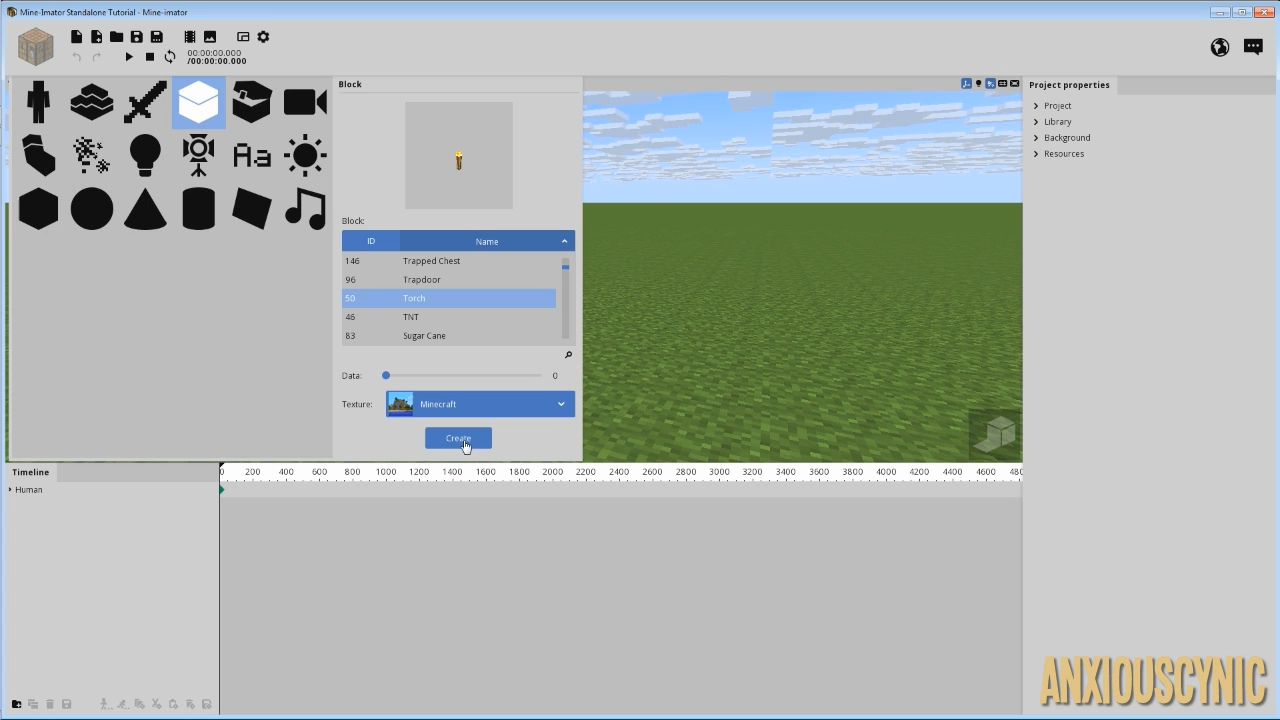 Mine-Imator Standalone Tutorial - Mine-imator
00:00:00.000
/00:00:00.000
Aa
Block
Block:
ID Name
146 Trapped Chest
96 Trapdoor
50 Torch
46 TNT
83 Sugar Cane
Data: 0
Texture: Minecraft
Create
Project properties
Project
Library
Background
Resources
Timeline
0 200 400 600 800 1000 1200 1400 1600 1800 2000 2200 2400 2600 2800 3000 3200 3400 3600 3800 4000 4200 4400 4600 480
Human
ANXIOUSCYNIC